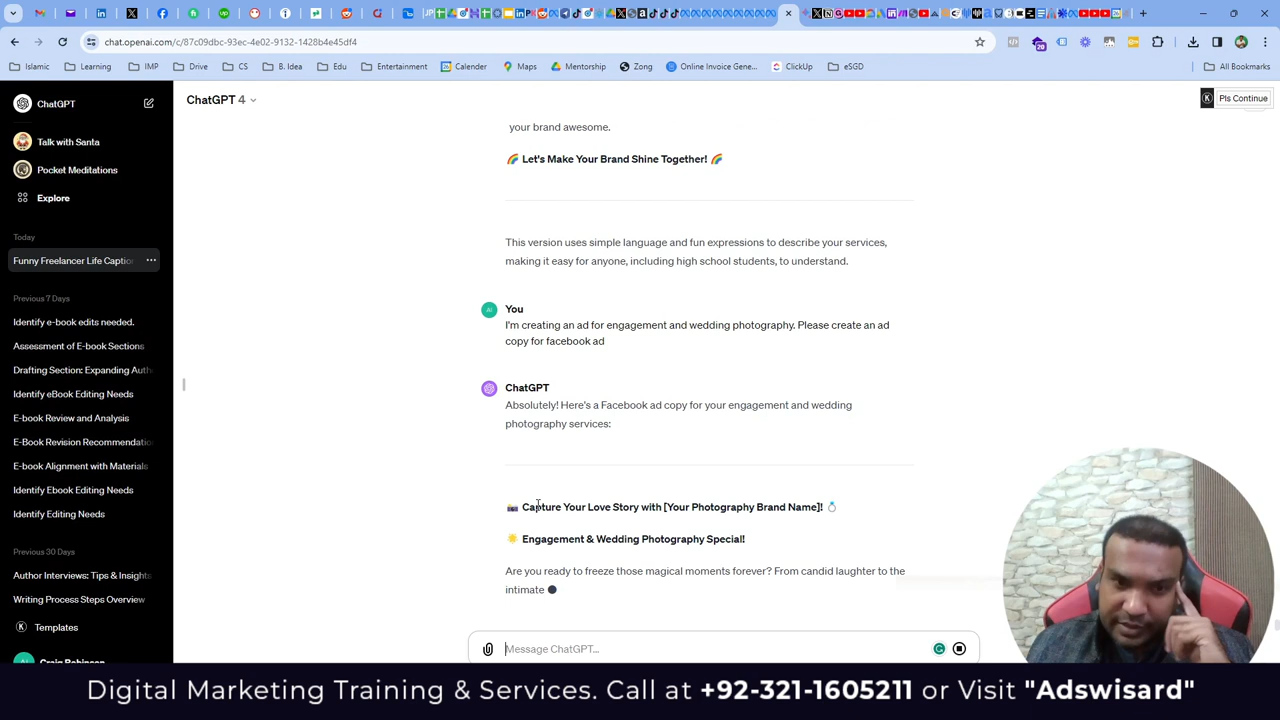 chat.openai.com/c/87c09dbc-93ec-4e02-9132-1428b4e45df4
Islamic
Learning
IMP
Drive
CS
B. Idea
Edu
Entertainment
Calendar
Maps
Mentorship
Zong
Online Invoice Gene...
ClickUp
eSGD
All Bookmarks
ChatGPT
Talk with Santa
Pocket Meditations
Explore
Today
Funny Freelancer Life Captio
Previous 7 Days
Identify e-book edits needed.
Assessment of E-book Sections
Drafting Section: Expanding Auth
Identify eBook Editing Needs
E-book Review and Analysis
E-Book Revision Recommendatio
E-book Alignment with Materials
Identify Ebook Editing Needs
Identify Editing Needs
Previous 30 Days
Author Interviews: Tips & Insights
Writing Process Steps Overview
Templates
Craig Robinson
ChatGPT 4
Pls Continue
your brand awesome.
🌈 Let's Make Your Brand Shine Together! 🌈
This version uses simple language and fun expressions to describe your services,
making it easy for anyone, including high school students, to understand.
You
I'm creating an ad for engagement and wedding photography. Please create an ad
copy for facebook ad
ChatGPT
Absolutely! Here's a Facebook ad copy for your engagement and wedding
photography services:
📸 Capture Your Love Story with [Your Photography Brand Name]! 💍
🌟 Engagement & Wedding Photography Special!
Are you ready to freeze those magical moments forever? From candid laughter to the
intimate
Message ChatGPT...
Digital Marketing Training & Services. Call at +92-321-1605211 or Visit "Adswisard"